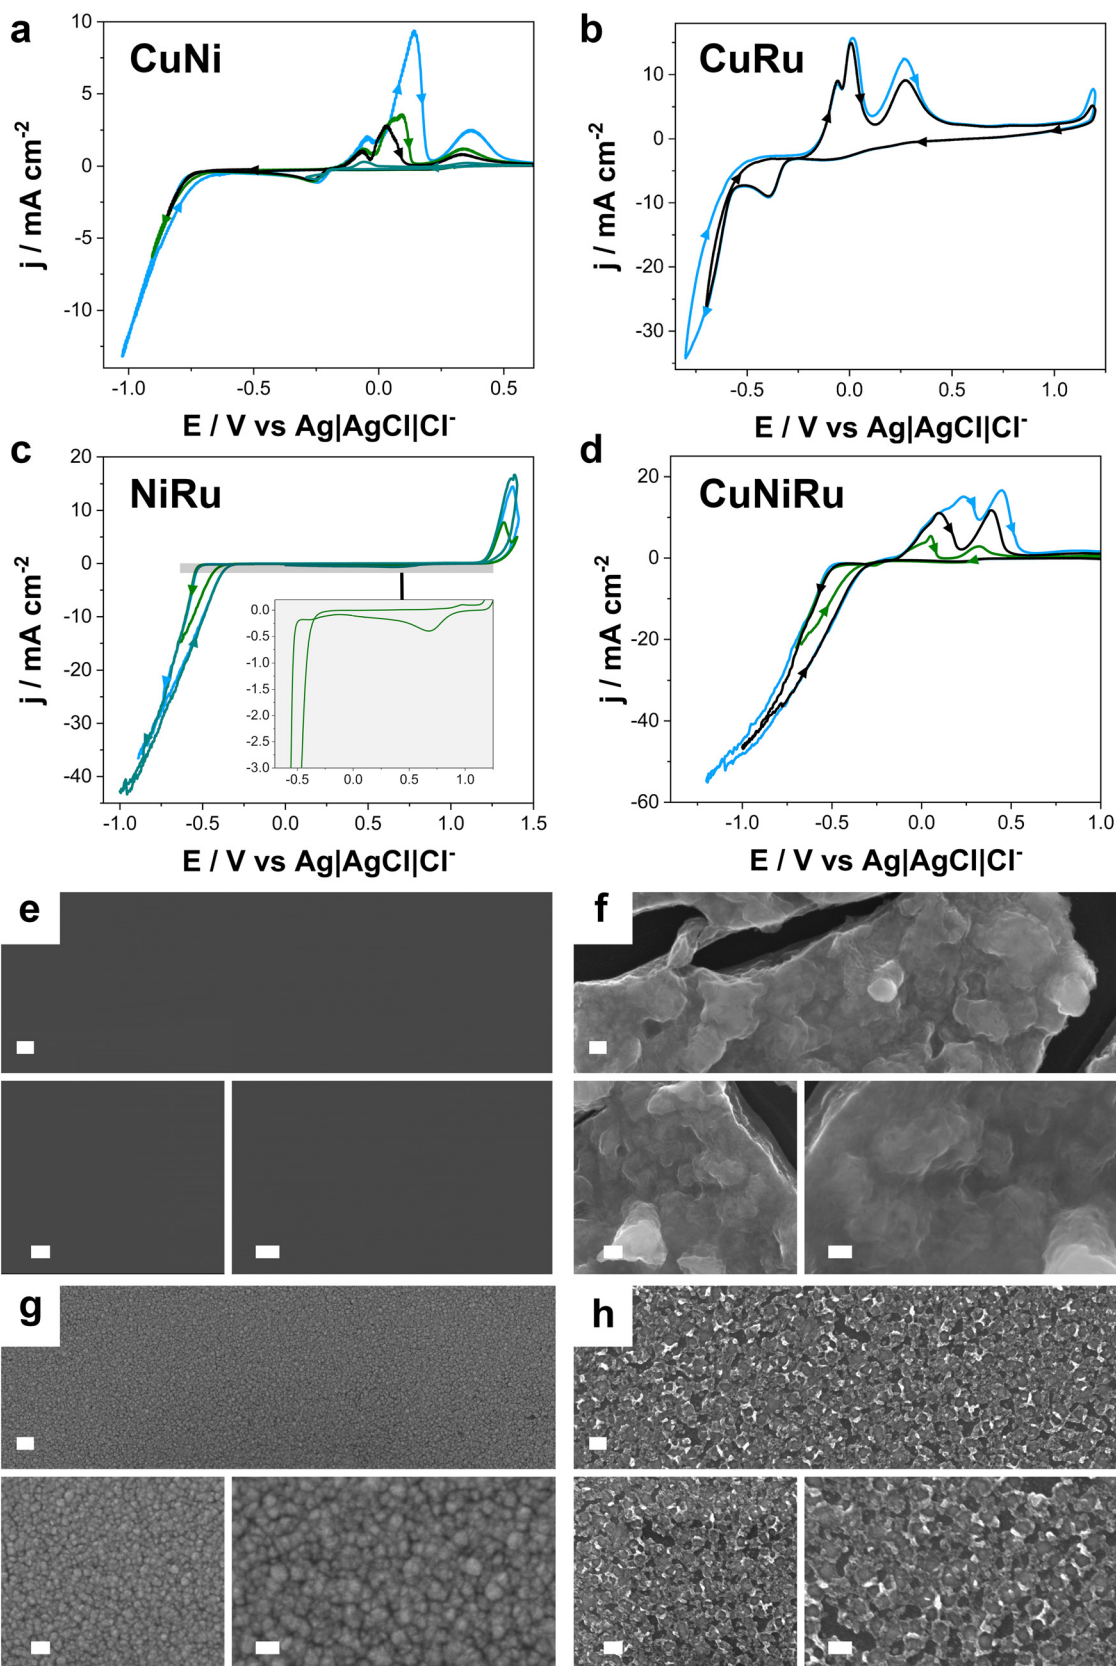 a
CuNi
10
5
0
-5
-10
j / mA cm-2
-1.0
-0.5
0.0
0.5
E / V vs Ag|AgCl|Cl-
b
CuRu
10
0
-10
-20
-30
j / mA cm-2
-0.5
0.0
0.5
1.0
E / V vs Ag|AgCl|Cl-
c
NiRu
20
10
0
-10
-20
-30
-40
j / mA cm-2
0.0
-0.5
-1.0
-1.5
-2.0
-2.5
-3.0
-0.5
0.0
0.5
1.0
-1.0
-0.5
0.0
0.5
1.0
1.5
E / V vs Ag|AgCl|Cl-
d
CuNiRu
20
0
-20
-40
-60
j / mA cm-2
-1.0
-0.5
0.0
0.5
1.0
E / V vs Ag|AgCl|Cl-
e
f
g
h